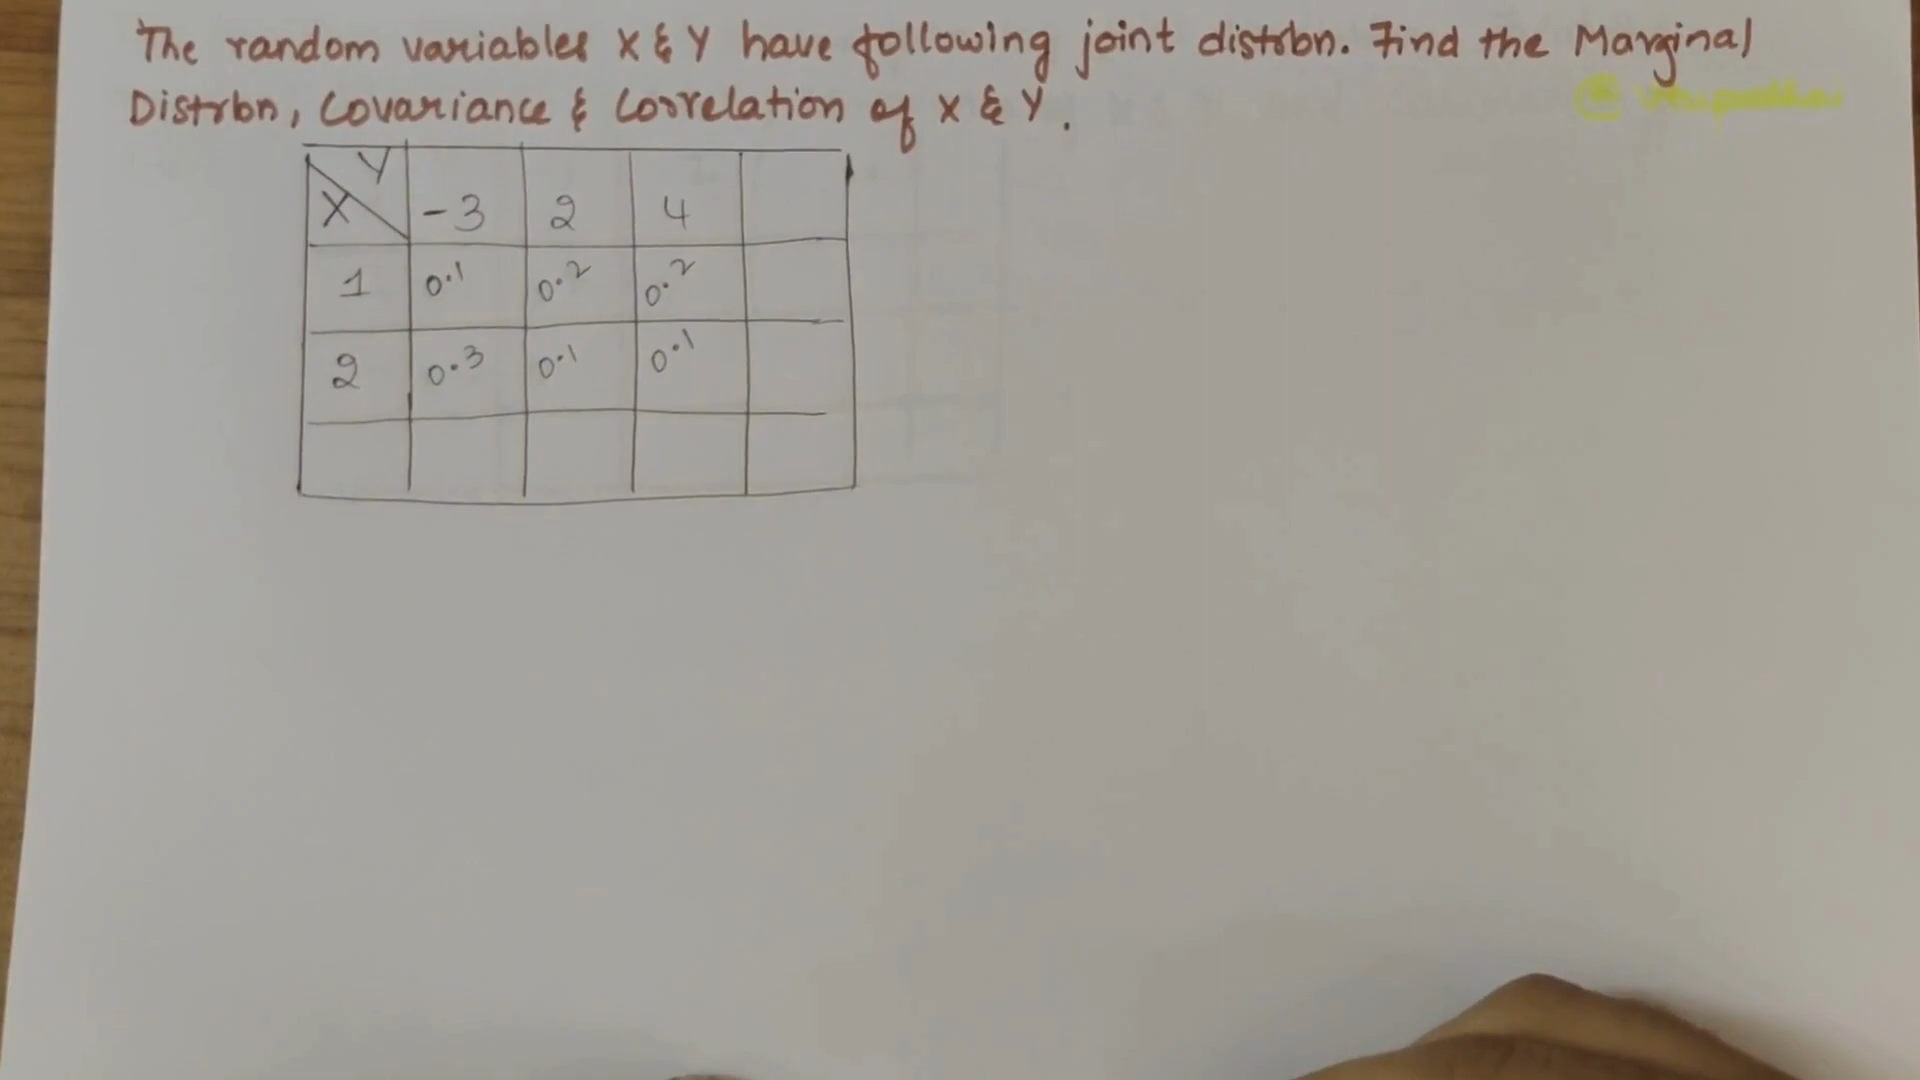 The random variables X & Y have following joint distrbn. Find the Marginal
Distrbn, Covariance & Correlation of X & Y.
Y
X -3 2 4
1 0.1 0.2 0.2
2 0.3 0.1 0.1